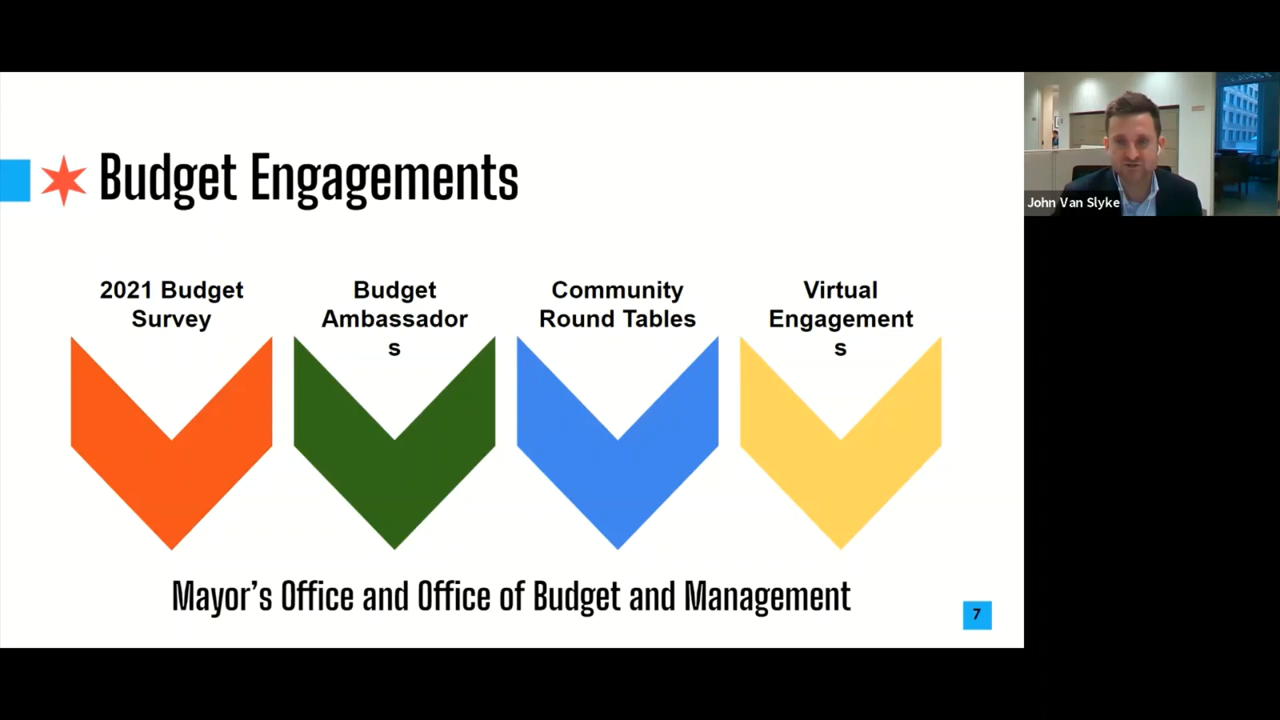 Budget Engagements
John Van Slyke
2021 Budget
Survey
Budget
Ambassador
s
Community
Round Tables
Virtual
Engagement
s
Mayor's Office and Office of Budget and Management
7